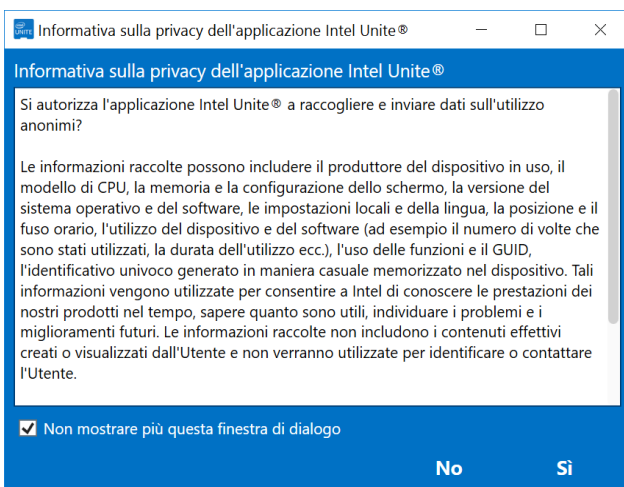 Informativa sulla privacy dell'applicazione Intel Unite®
Informativa sulla privacy dell'applicazione Intel Unite®
Si autorizza l'applicazione Intel Unite® a raccogliere e inviare dati sull'utilizzo
anonimi?
Le informazioni raccolte possono includere il produttore del dispositivo in uso, il
modello di CPU, la memoria e la configurazione dello schermo, la versione del
sistema operativo e del software, le impostazioni locali e della lingua, la posizione e il
fuso orario, l'utilizzo del dispositivo e del software (ad esempio il numero di volte che
sono stati utilizzati, la durata dell'utilizzo ecc.), l'uso delle funzioni e il GUID,
l'identificativo univoco generato in maniera casuale memorizzato nel dispositivo. Tali
informazioni vengono utilizzate per consentire a Intel di conoscere le prestazioni dei
nostri prodotti nel tempo, sapere quanto sono utili, individuare i problemi e i
miglioramenti futuri. Le informazioni raccolte non includono i contenuti effettivi
creati o visualizzati dall'Utente e non verranno utilizzate per identificare o contattare
l'Utente.
Non mostrare più questa finestra di dialogo
No Sì